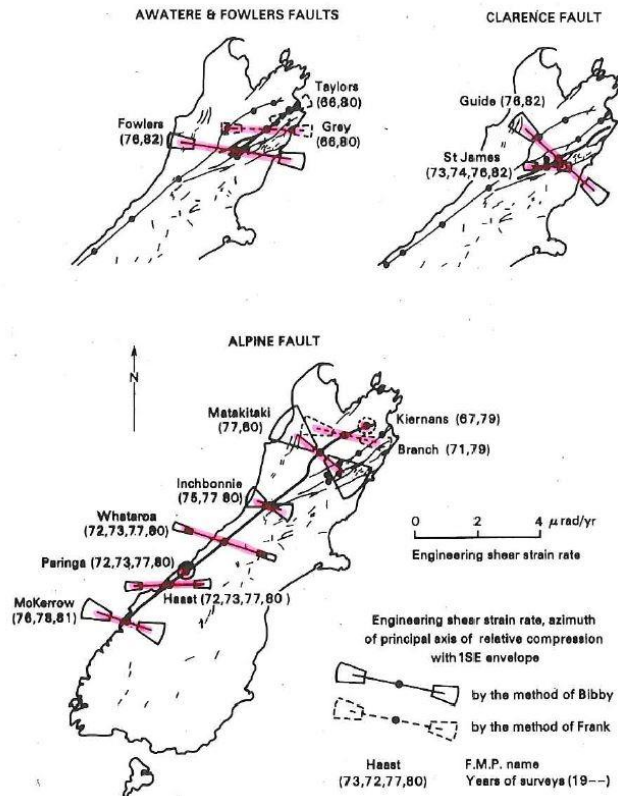 AWATERE & FOWLERS FAULTS
Taylors
(66,80)
Fowlers
(76,82)
Grey
(66,80)
CLARENCE FAULT
Guide (76,82)
St James
(73,74,76,82)
ALPINE FAULT
N
Matakitaki
(77,80)
Kiernans (67,79)
Branch (71,79)
Inchbonnie
(75,77 80)
Whataroa
(72,73,77,80)
Paringa (72,73,77,80)
Haast (72,73,77,80)
McKerrow
(76,78,81)
0 2 4 μ rad/yr
Engineering shear strain rate
Engineering shear strain rate, azimuth
of principal axis of relative compression
with 1SE envelope
by the method of Bibby
by the method of Frank
Haast F.M.P. name
(73,72,77,80) Years of surveys (19--)